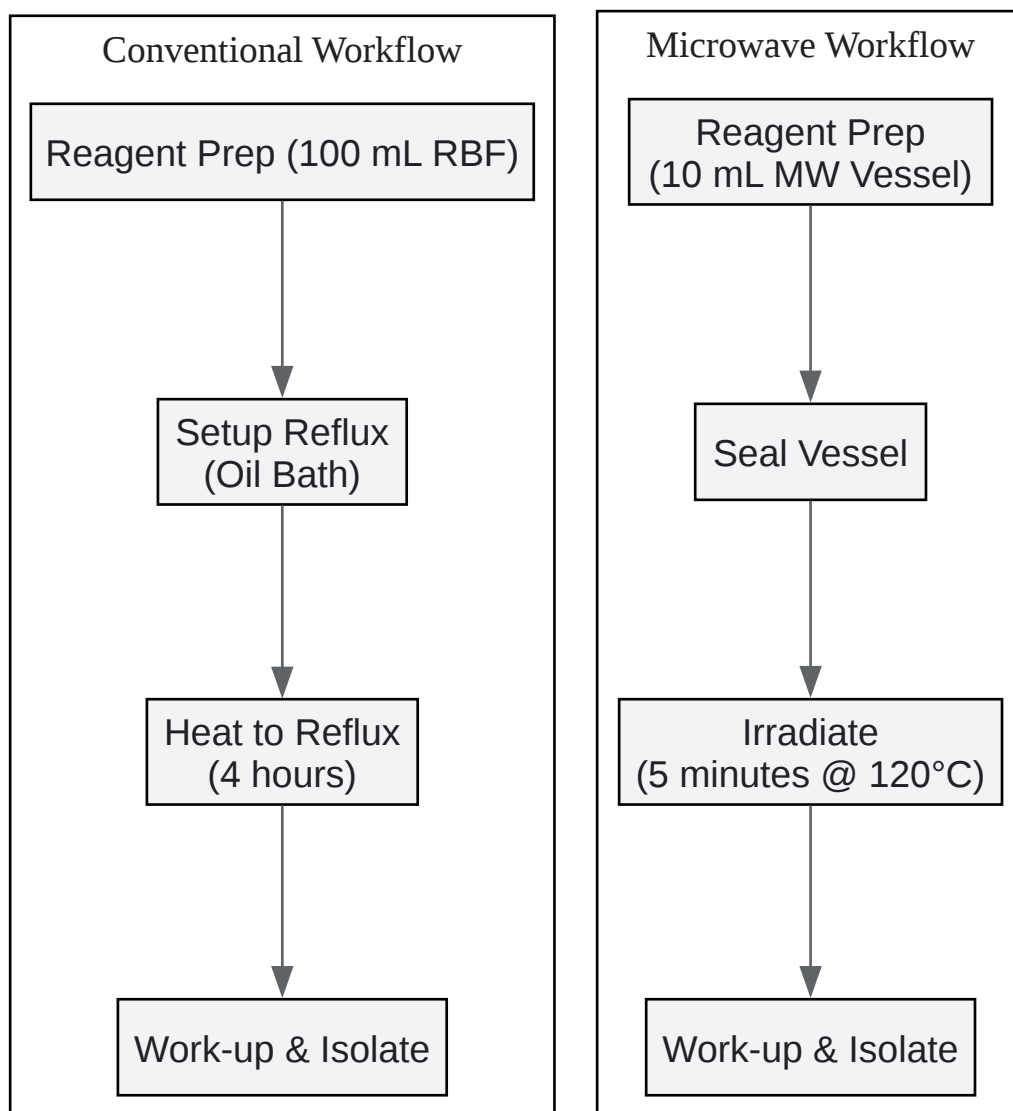 Conventional Workflow
Reagent Prep (100 mL RBF)
Setup Reflux
(Oil Bath)
Heat to Reflux
(4 hours)
Work-up & Isolate
Microwave Workflow
Reagent Prep
(10 mL MW Vessel)
Seal Vessel
Irradiate
(5 minutes @ 120°C)
Work-up & Isolate